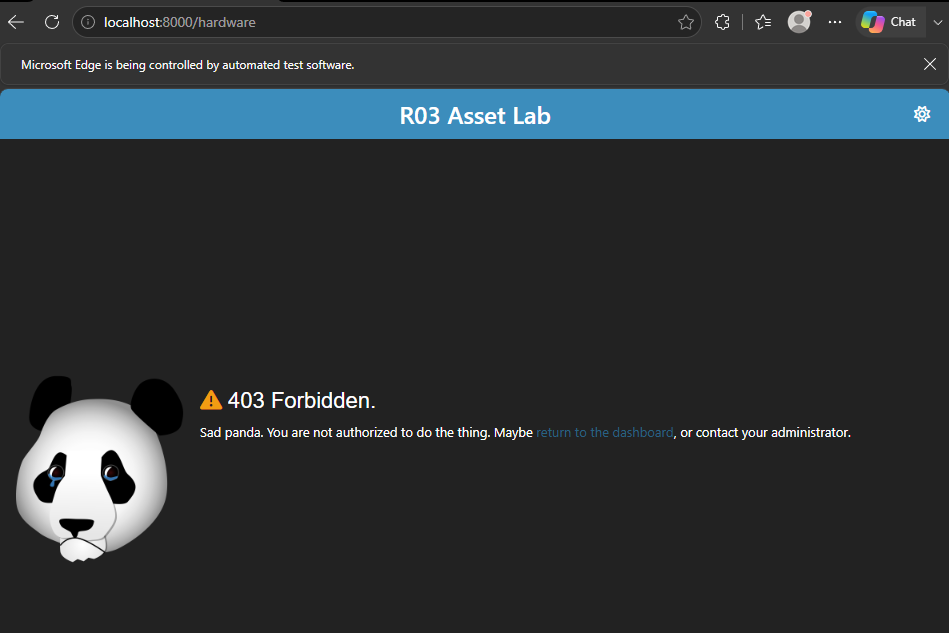 localhost:8000/hardware
Chat
Microsoft Edge is being controlled by automated test software.
R03 Asset Lab
403 Forbidden.
Sad panda. You are not authorized to do the thing. Maybe return to the dashboard, or contact your administrator.